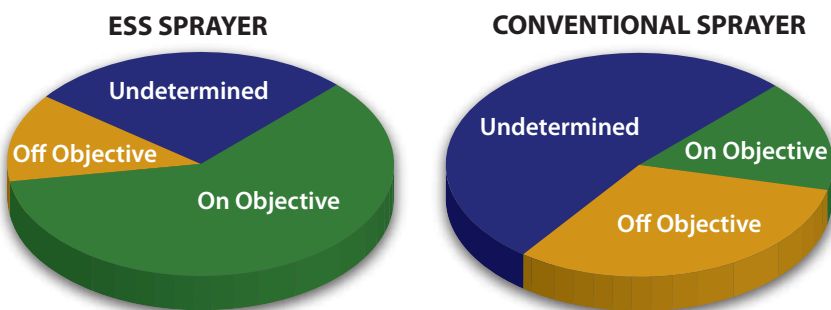 ESS SPRAYER
Undetermined
Off Objective
On Objective
CONVENTIONAL SPRAYER
Undetermined
On Objective
Off Objective